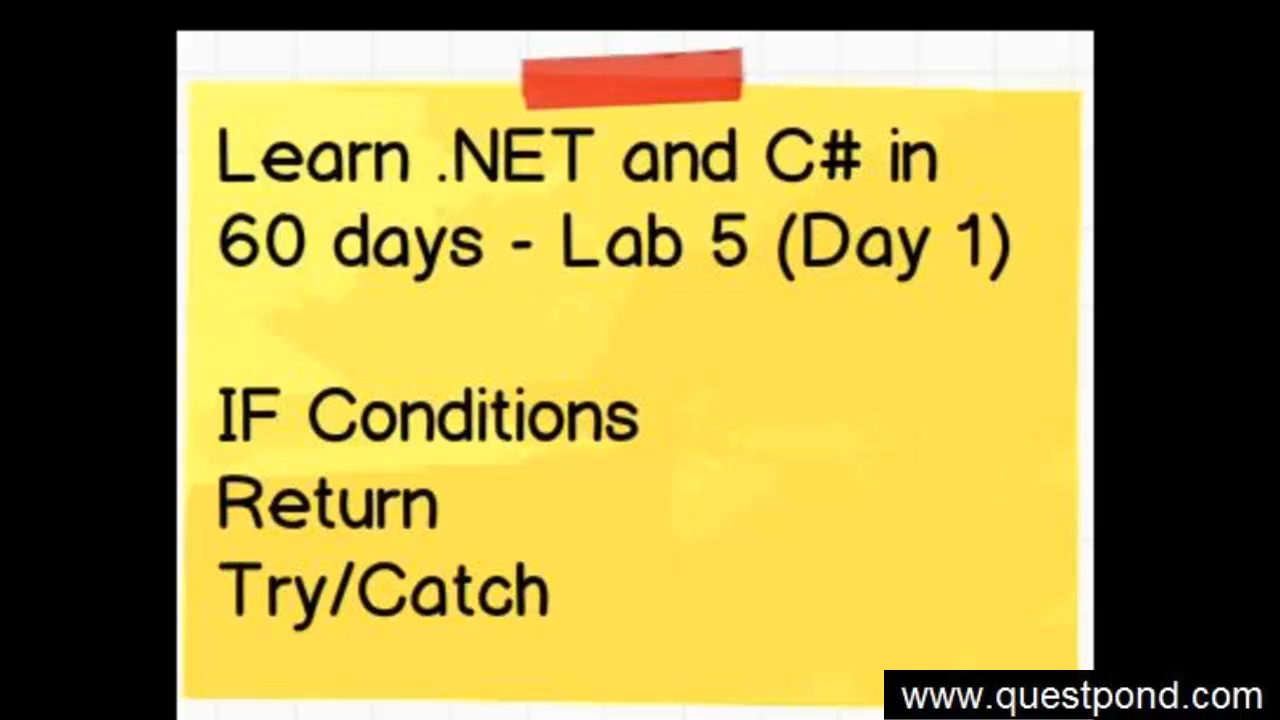 Learn .NET and C# in
60 days - Lab 5 (Day 1)
IF Conditions
Return
Try/Catch
www.questpond.com